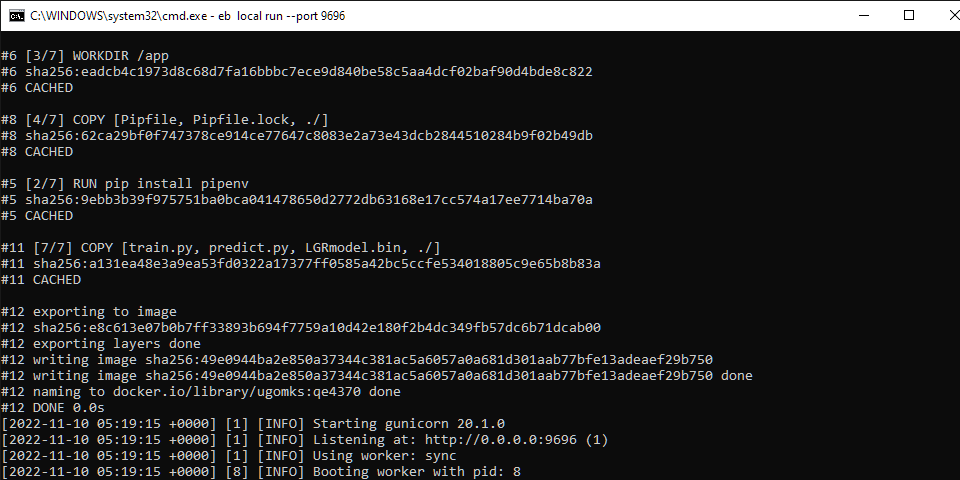 C:\WINDOWS\system32\cmd.exe - eb  local run --port 9696
#6 [3/7] WORKDIR /app
#6 sha256:eadcb4c1973d8c68d7fa16bbbc7ece9d840be58c5aa4dcf02baf90d4bde8c822
#6 CACHED
#8 [4/7] COPY [Pipfile, Pipfile.lock, ./]
#8 sha256:62ca29bf0f747378ce914ce77647c8083e2a73e43dcb2844510284b9f02b49db
#8 CACHED
#5 [2/7] RUN pip install pipenv
#5 sha256:9ebb3b39f975751ba0bca041478650d2772db63168e17cc574a17ee7714ba70a
#5 CACHED
#11 [7/7] COPY [train.py, predict.py, LGRmodel.bin, ./]
#11 sha256:a131ea48e3a9ea53fd0322a17377ff0585a42bc5ccfe534018805c9e65b8b83a
#11 CACHED
#12 exporting to image
#12 sha256:e8c613e07b0b7ff33893b694f7759a10d42e180f2b4dc349fb57dc6b71dcab00
#12 exporting layers done
#12 writing image sha256:49e0944ba2e850a37344c381ac5a6057a0a681d301aab77bfe13adeaef29b750
#12 writing image sha256:49e0944ba2e850a37344c381ac5a6057a0a681d301aab77bfe13adeaef29b750 done
#12 naming to docker.io/library/ugomks:qe4370 done
#12 DONE 0.0s
[2022-11-10 05:19:15 +0000] [1] [INFO] Starting gunicorn 20.1.0
[2022-11-10 05:19:15 +0000] [1] [INFO] Listening at: http://0.0.0.0:9696 (1)
[2022-11-10 05:19:15 +0000] [1] [INFO] Using worker: sync
[2022-11-10 05:19:15 +0000] [8] [INFO] Booting worker with pid: 8